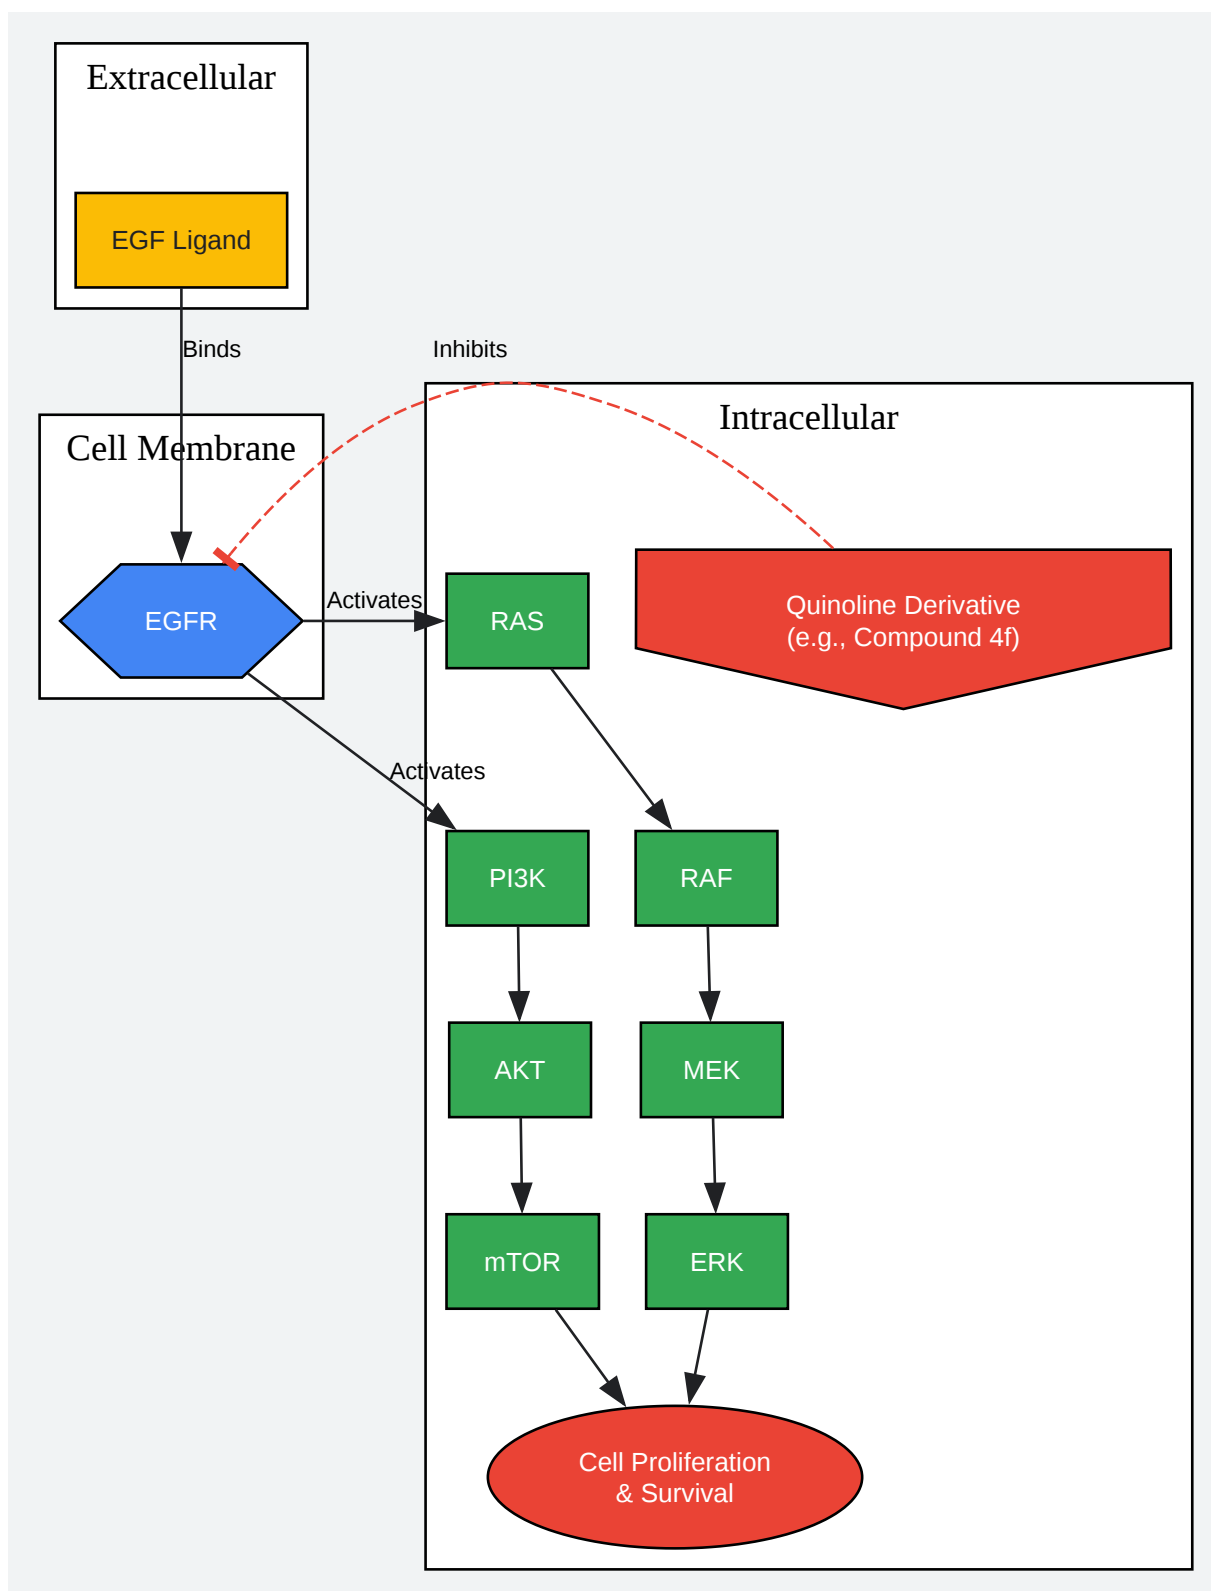 Extracellular
EGF Ligand
Binds
Inhibits
Cell Membrane
Intracellular
EGFR
Activates
RAS
Quinoline Derivative
(e.g., Compound 4f)
Activates
PI3K
RAF
AKT
MEK
mTOR
ERK
Cell Proliferation
& Survival